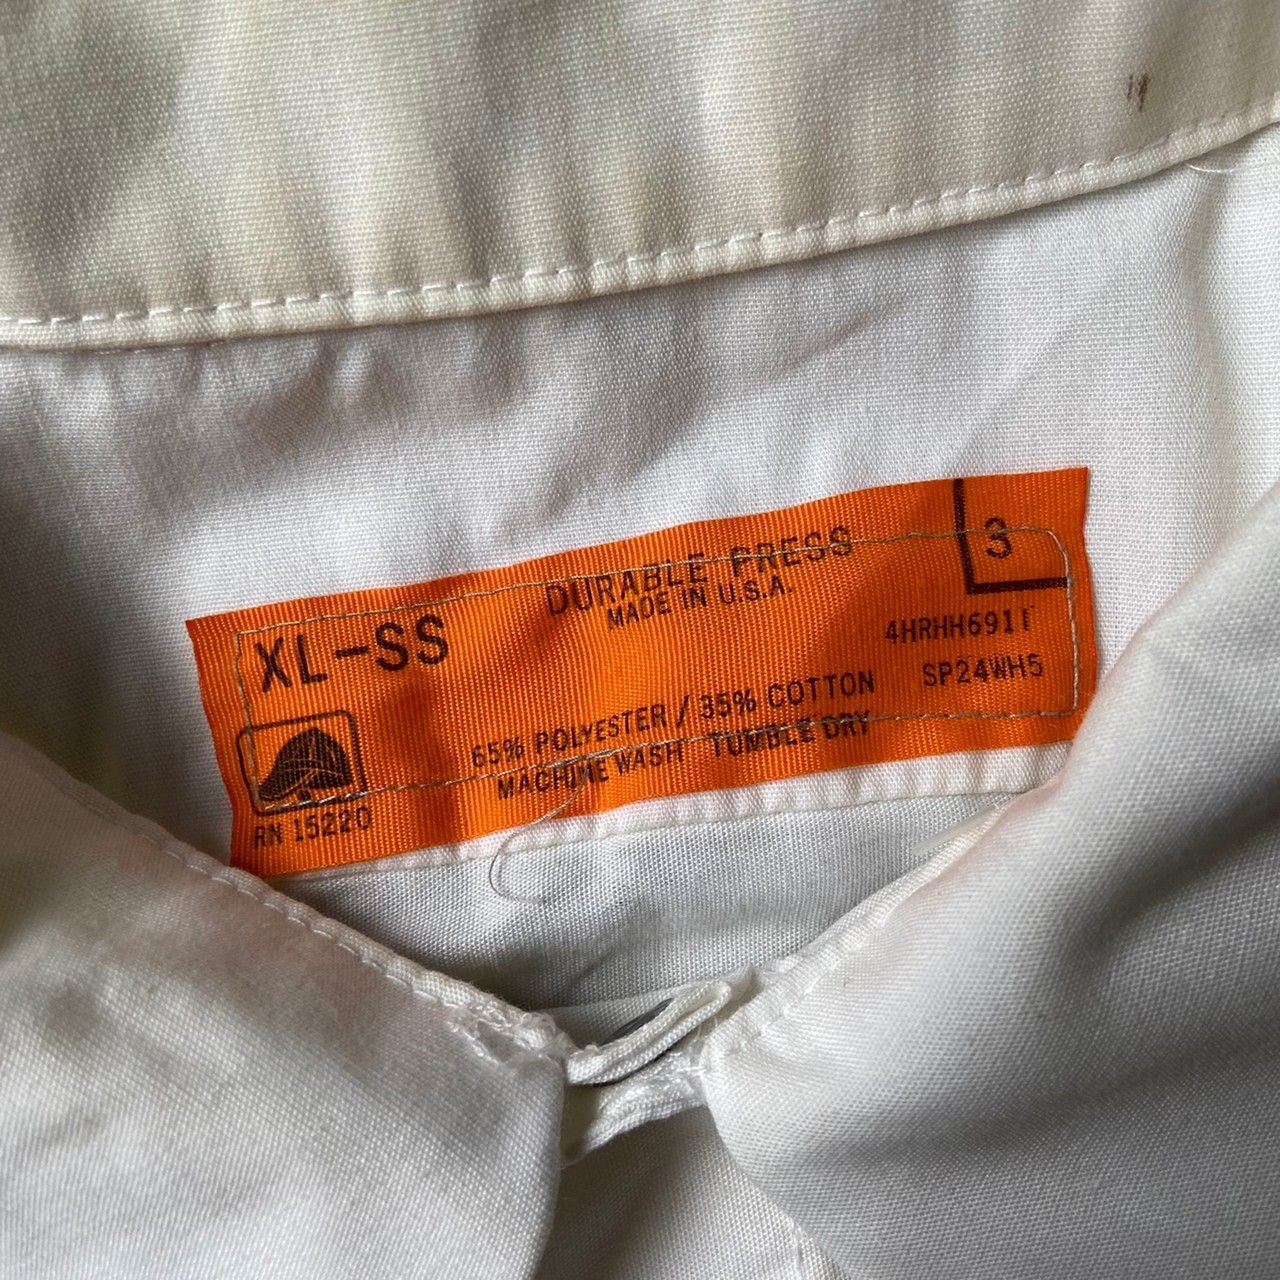 DURABLE PRESS 3
MADE IN U.S.A.
XL-SS
4HRHH6911
65% POLYESTER / 35% COTTON SP24WH5
MACHINE WASH TUMBLE DRY
RN 15220